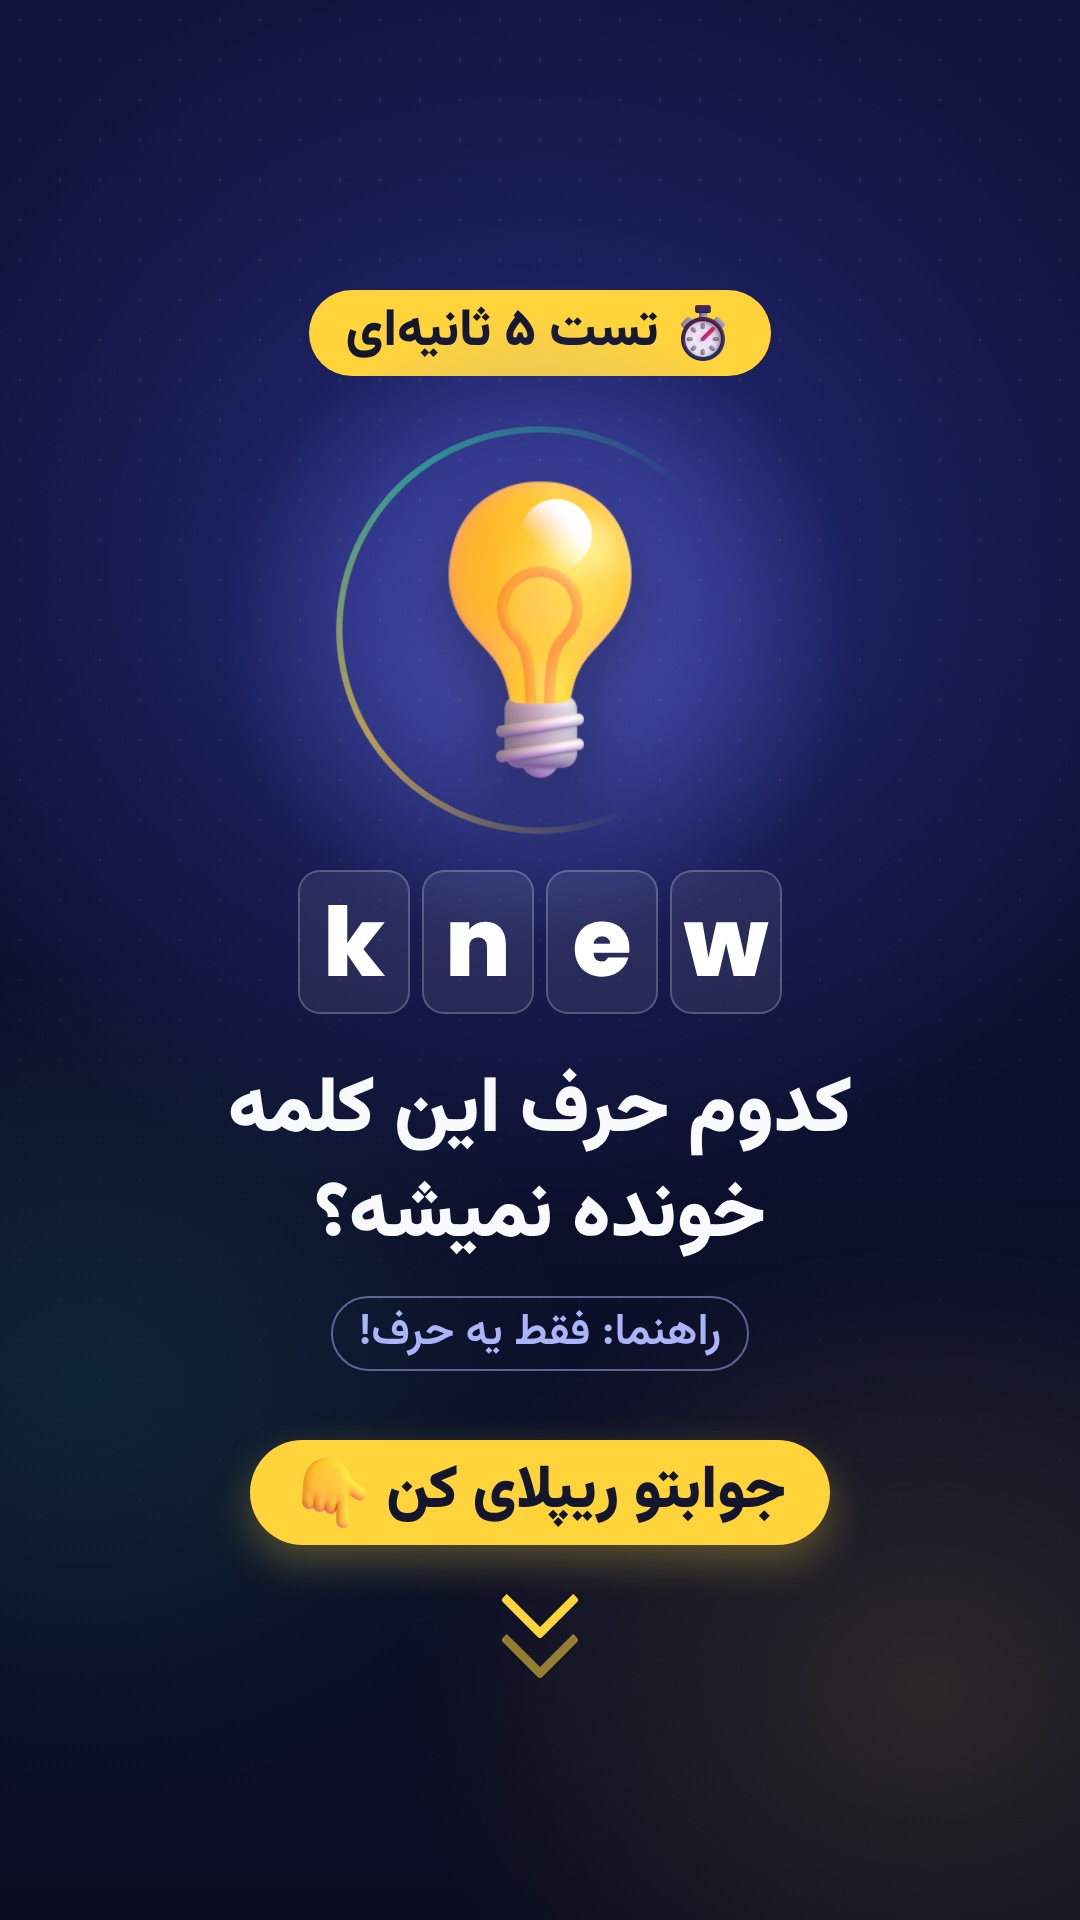 تست ۵ ثانیه‌ای
knew
کدوم حرف این کلمه
خونده نمیشه؟
راهنما: فقط یه حرف!
جوابتو ریپلای کن